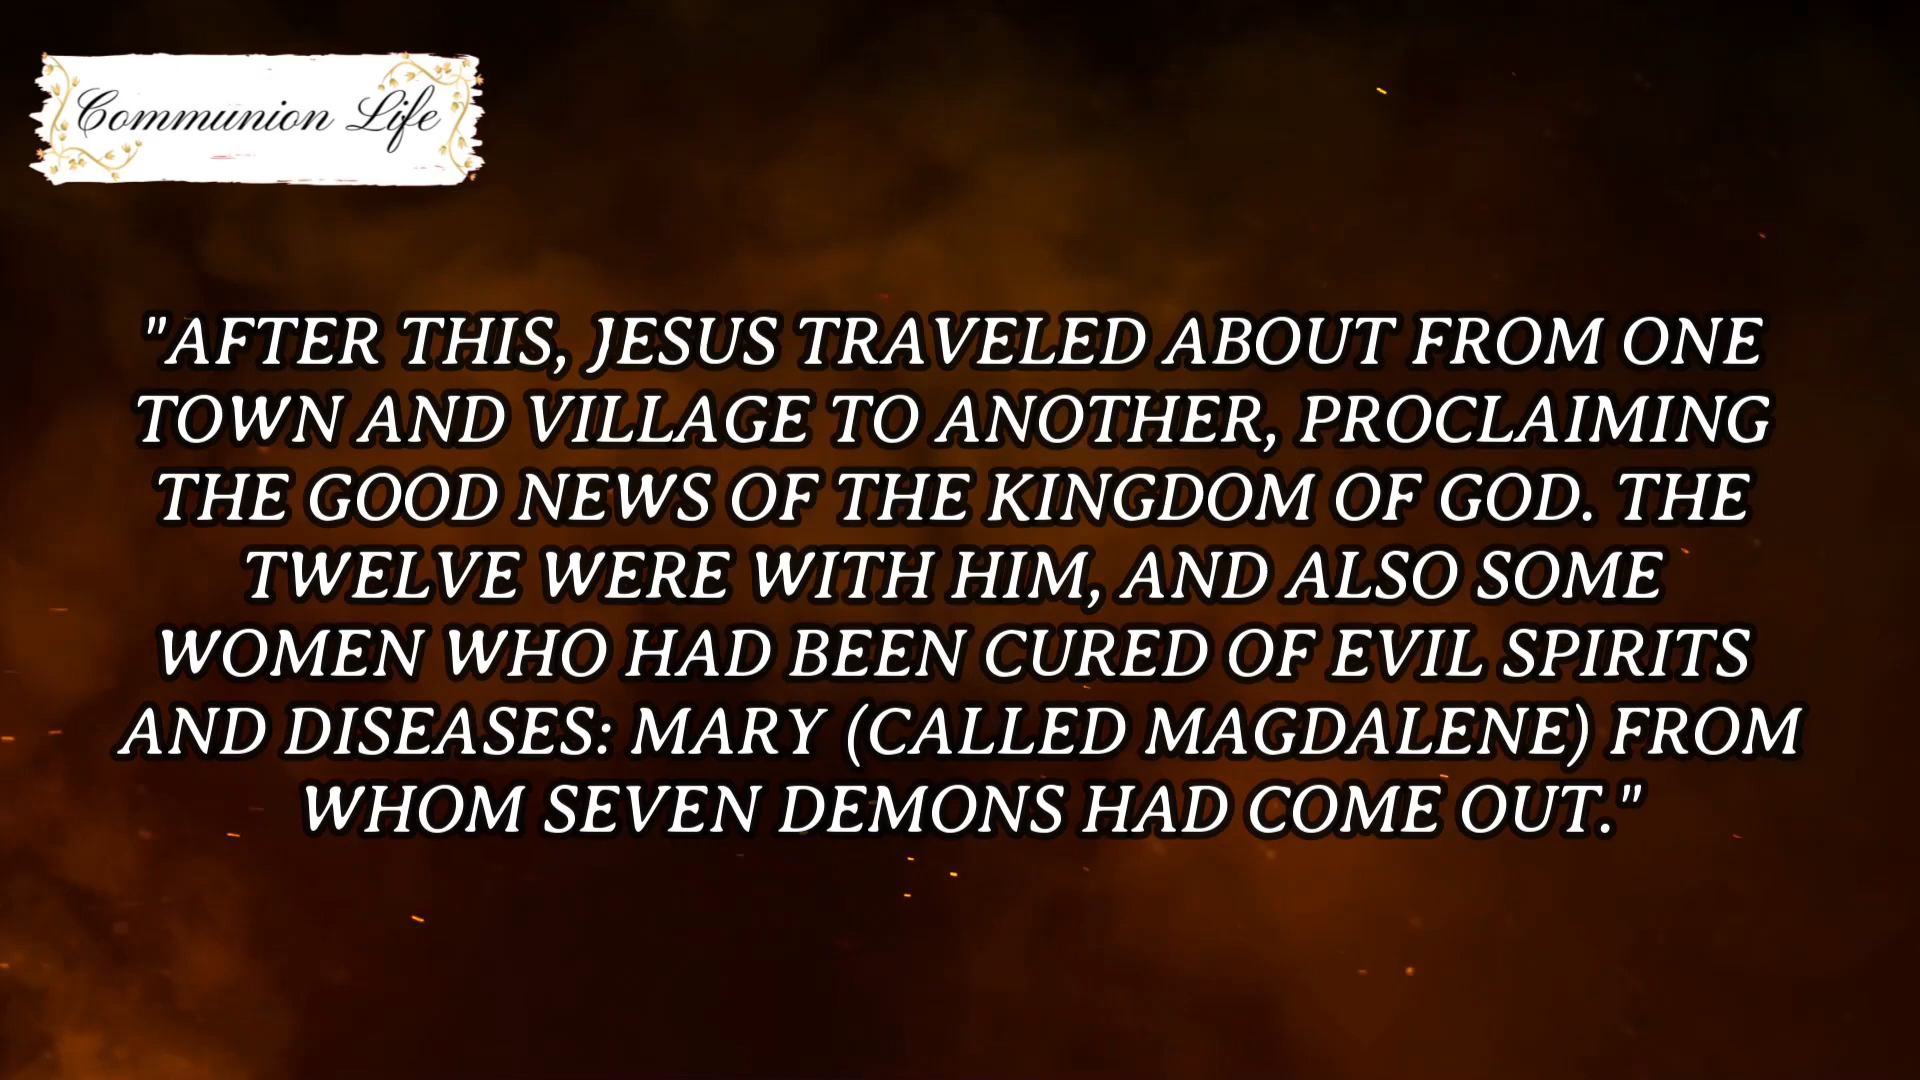 Communion Life
"AFTER THIS, JESUS TRAVELED ABOUT FROM ONE
TOWN AND VILLAGE TO ANOTHER, PROCLAIMING
THE GOOD NEWS OF THE KINGDOM OF GOD. THE
TWELVE WERE WITH HIM, AND ALSO SOME
WOMEN WHO HAD BEEN CURED OF EVIL SPIRITS
AND DISEASES: MARY (CALLED MAGDALENE) FROM
WHOM SEVEN DEMONS HAD COME OUT."